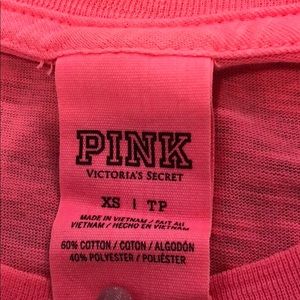 PINK
VICTORIA'S SECRET
XS | TP
MADE IN VIETNAM / FAIT AU
VIETNAM / HECHO EN VIETNAM
60% COTTON / COTON / ALGODÓN
40% POLYESTER / POLIÉSTER